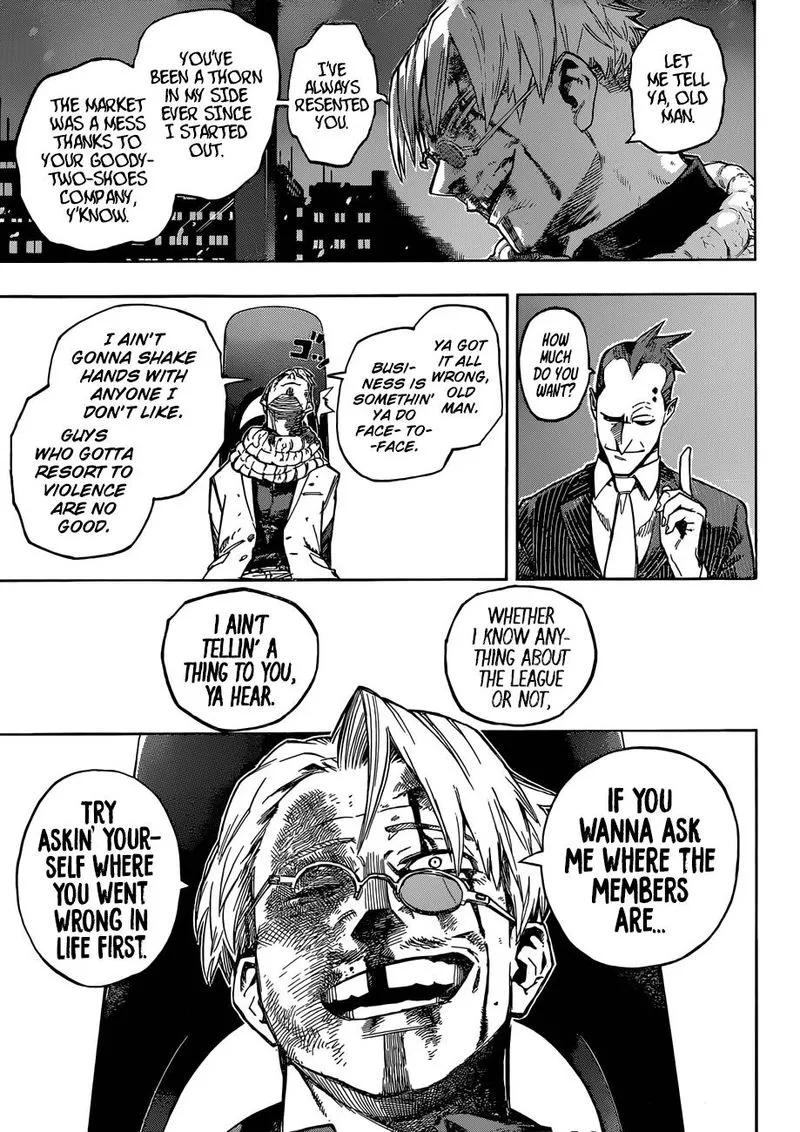 LET
ME TELL
YA, OLD
MAN.
I'VE
ALWAYS
RESENTED
YOU.
YOU'VE
BEEN A THORN
IN MY SIDE
EVER SINCE
I STARTED
OUT.
THE MARKET
WAS A MESS
THANKS TO
YOUR GOODY-
TWO-SHOES
COMPANY,
Y'KNOW.
HOW
MUCH
DO YOU
WANT?
YA GOT
IT ALL
WRONG,
OLD
MAN.
BUSI-
NESS IS
SOMETHIN'
YA DO
FACE- TO-
-FACE.
ゴッ
I AIN'T
GONNA SHAKE
HANDS WITH
ANYONE I
DON'T LIKE.
GUYS
WHO GOTTA
RESORT TO
VIOLENCE
ARE NO
GOOD.
WHETHER
I KNOW ANY-
THING ABOUT
THE LEAGUE
OR NOT,
I AIN'T
TELLIN' A
THING TO YOU,
YA HEAR.
IF YOU
WANNA ASK
ME WHERE THE
MEMBERS
ARE...
TRY
ASKIN' YOUR-
SELF WHERE
YOU WENT
WRONG IN
LIFE FIRST.